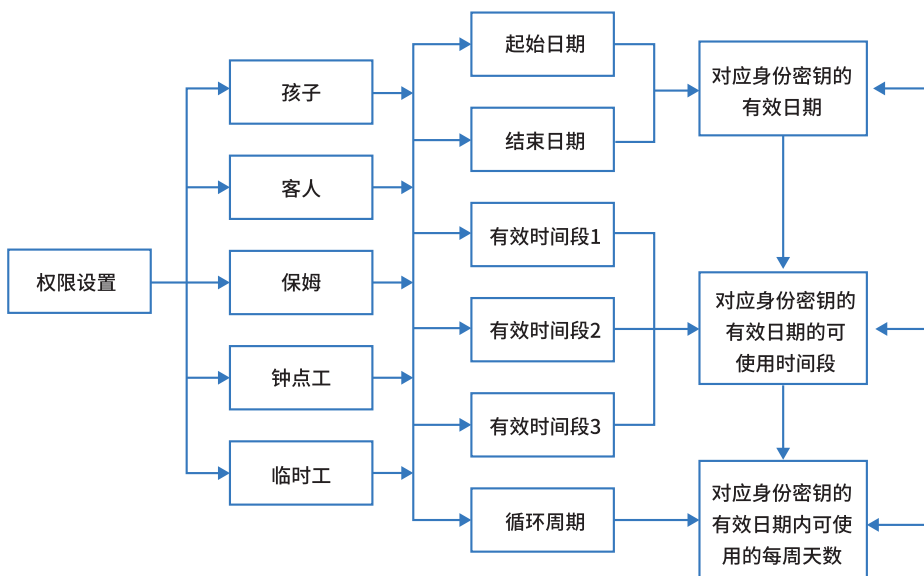 权限设置
孩子
客人
保姆
钟点工
临时工
起始日期
结束日期
有效时间段1
有效时间段2
有效时间段3
循环周期
对应身份密钥的
有效日期
对应身份密钥的
有效日期的可
使用时间段
对应身份密钥的
有效日期内可使
用的每周天数